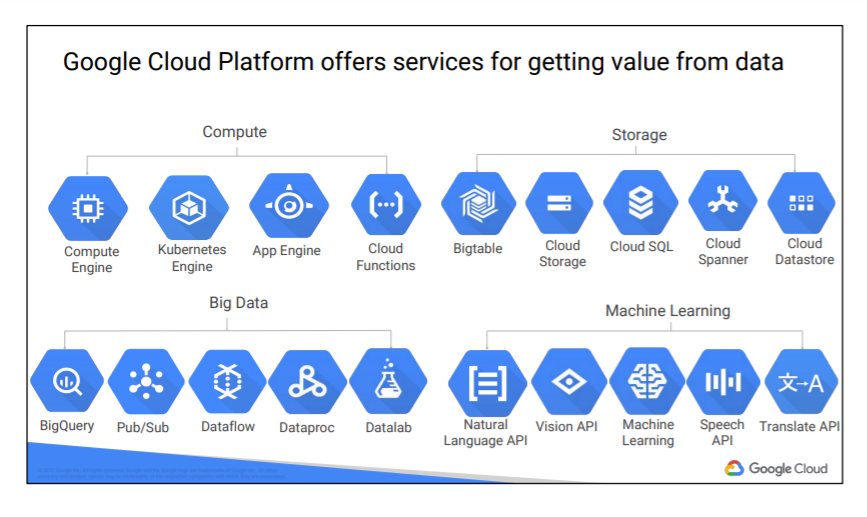 Google Cloud Platform offers services for getting value from data
Compute
Storage
Compute
Engine
Kubernetes
Engine
App Engine
Cloud
Functions
Bigtable
Cloud
Storage
Cloud SQL
Cloud
Spanner
Cloud
Datastore
Big Data
Machine Learning
文→A
BigQuery
Pub/Sub
Dataflow
Dataproc
Datalab
Natural
Language API
Vision API
Machine
Learning
Speech
API
Translate API
Google Cloud